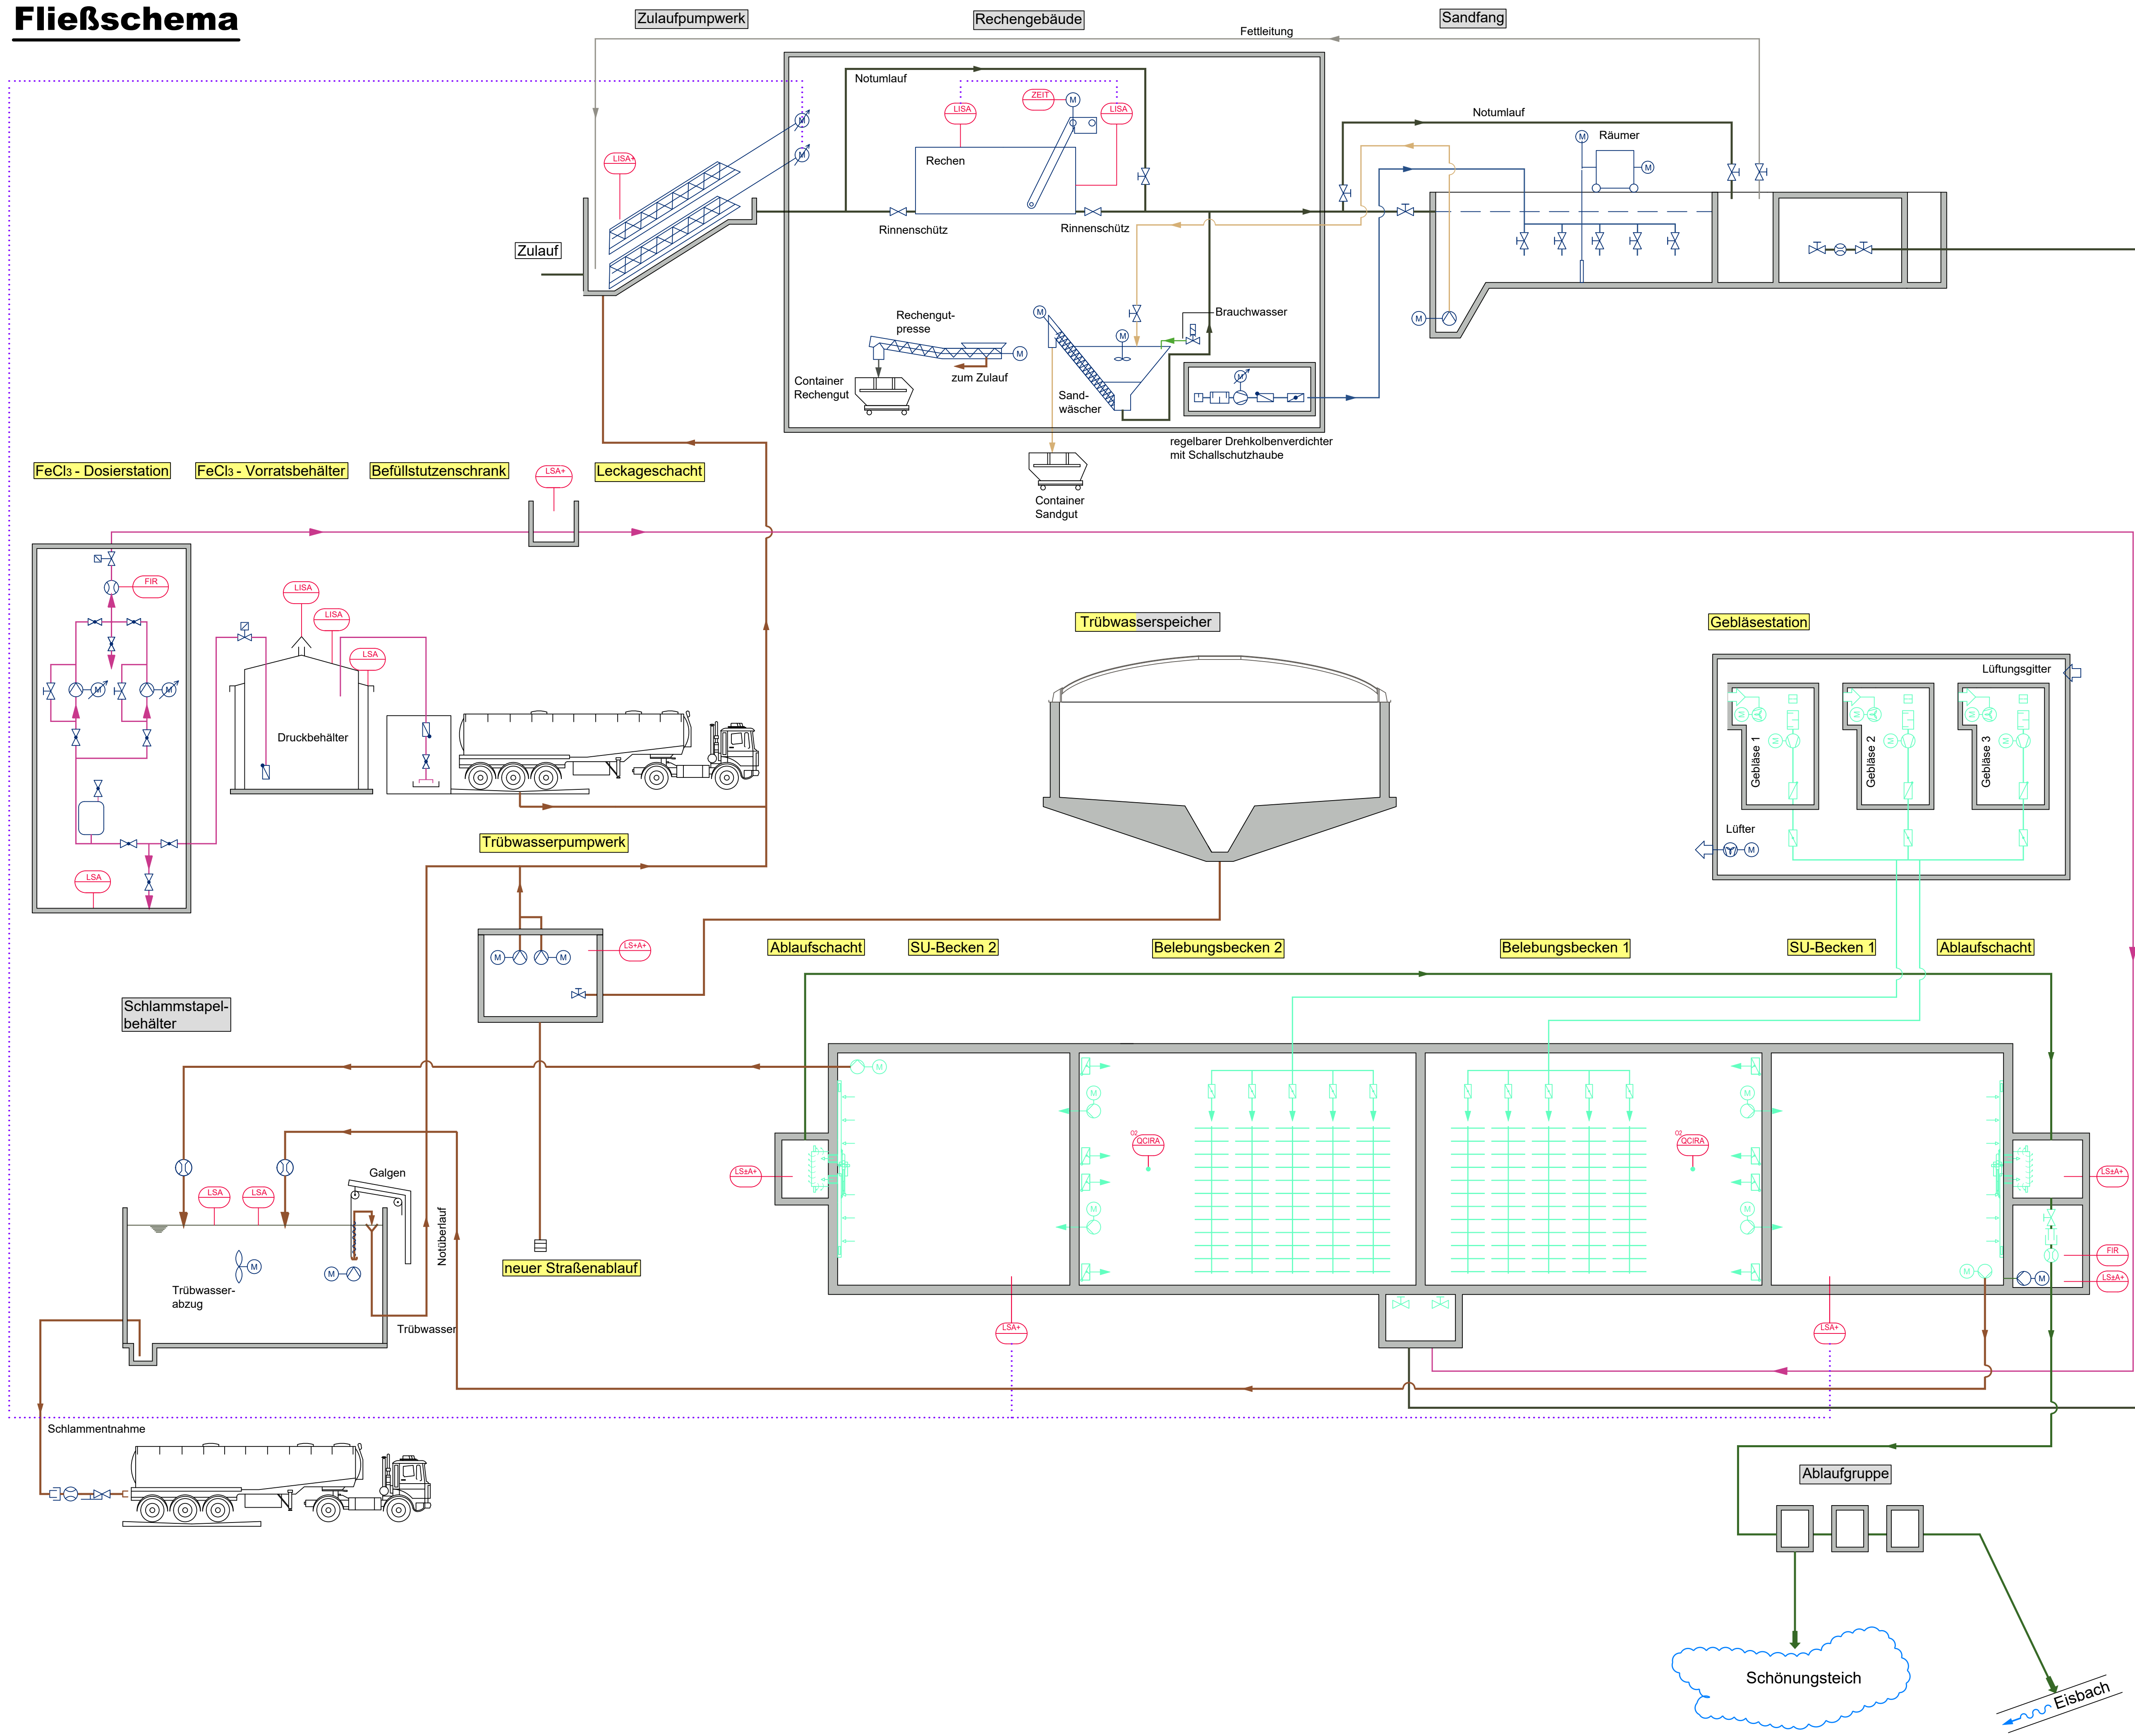 Fließschema
Zulaufpumpwerk
Rechengebäude
Sandfang
Fettleitung
Notumlauf
LISA
ZEIT
M
LISA
M
M
LISA+
Rechen
Rinnenschütz
Rinnenschütz
Zulauf
Notumlauf
M
Räumer
M
M
Rechengut-
presse
M
zum Zulauf
Container
Rechengut
M
M
Brauchwasser
Sand-
wäscher
M
regelbarer Drehkolbenverdichter
mit Schallschutzhaube
Container
Sandgut
FeCl3 - Dosierstation
FeCl3 - Vorratsbehälter
Befüllstutzenschrank
LSA+
Leckageschacht
FIR
M
M
LSA
LISA
LISA
LSA
Druckbehälter
Trübwasserspeicher
Gebläsestation
Lüftungsgitter
M
M
M
M
M
M
Gebläse 1
Gebläse 2
Gebläse 3
Lüfter
M
Trübwasserpumpwerk
M
M
LS+A+
neuer Straßenablauf
Ablaufschacht
SU-Becken 2
Belebungsbecken 2
Belebungsbecken 1
SU-Becken 1
Ablaufschacht
M
M
M
M
M
O2
QCIRA
O2
QCIRA
LS±A+
LS±A+
FIR
LS±A+
M
M
LSA+
LSA+
Schlammstapel-
behälter
LSA
LSA
Galgen
M
M
Trübwasser-
abzug
Notüberlauf
Trübwasser
Schlammentnahme
Ablaufgruppe
Schönungsteich
Eisbach